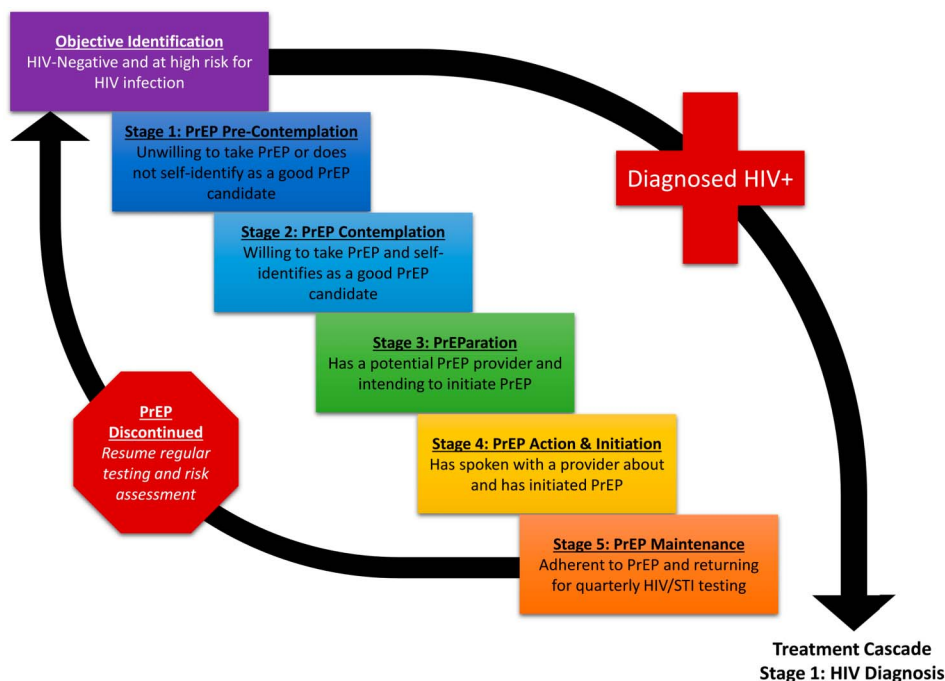 Objective Identification
HIV-Negative and at high risk for
HIV infection
Stage 1: PrEP Pre-Contemplation
Unwilling to take PrEP or does
not self-identify as a good PrEP
candidate
Diagnosed HIV+
Stage 2: PrEP Contemplation
Willing to take PrEP and self-
identifies as a good PrEP
candidate
Stage 3: PrEParation
Has a potential PrEP provider and
intending to initiate PrEP
PrEP
Discontinued
Resume regular
testing and risk
assessment
Stage 4: PrEP Action & Initiation
Has spoken with a provider about
and has initiated PrEP
Stage 5: PrEP Maintenance
Adherent to PrEP and returning
for quarterly HIV/STI testing
Treatment Cascade
Stage 1: HIV Diagnosis